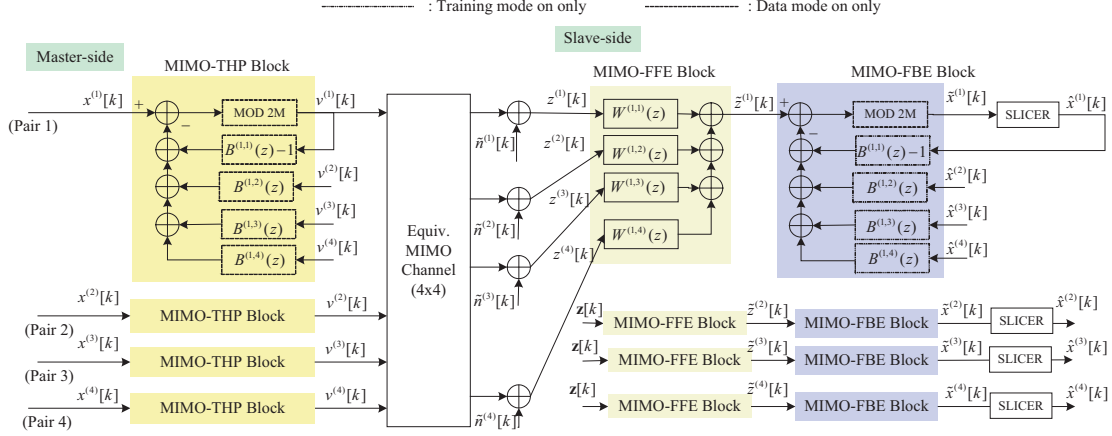 : Training mode on only : Data mode on only
Master-side
Slave-side
MIMO-THP Block
MIMO-FFE Block
MIMO-FBE Block
x^{(1)}[k]
(Pair 1)
+
−
MOD 2M
v^{(1)}[k]
B^{(1,1)}(z)−1
B^{(1,2)}(z)
v^{(2)}[k]
B^{(1,3)}(z)
v^{(3)}[k]
B^{(1,4)}(z)
v^{(4)}[k]
Equiv.
MIMO
Channel
(4x4)
ñ^{(1)}[k]
ñ^{(2)}[k]
ñ^{(3)}[k]
ñ^{(4)}[k]
z^{(1)}[k]
z^{(2)}[k]
z^{(3)}[k]
z^{(4)}[k]
W^{(1,1)}(z)
W^{(1,2)}(z)
W^{(1,3)}(z)
W^{(1,4)}(z)
z̃^{(1)}[k]
+
−
MOD 2M
x̃^{(1)}[k]
SLICER
x̂^{(1)}[k]
B^{(1,1)}(z)−1
B^{(1,2)}(z)
x̂^{(2)}[k]
B^{(1,3)}(z)
x̂^{(3)}[k]
B^{(1,4)}(z)
x̂^{(4)}[k]
x^{(2)}[k]
(Pair 2)
MIMO-THP Block
v^{(2)}[k]
x^{(3)}[k]
(Pair 3)
MIMO-THP Block
v^{(3)}[k]
x^{(4)}[k]
(Pair 4)
MIMO-THP Block
v^{(4)}[k]
z[k]
MIMO-FFE Block
z̃^{(2)}[k]
MIMO-FBE Block
x̃^{(2)}[k]
SLICER
x̂^{(2)}[k]
z[k]
MIMO-FFE Block
z̃^{(3)}[k]
MIMO-FBE Block
x̃^{(3)}[k]
SLICER
x̂^{(3)}[k]
z[k]
MIMO-FFE Block
z̃^{(4)}[k]
MIMO-FBE Block
x̃^{(4)}[k]
SLICER
x̂^{(4)}[k]